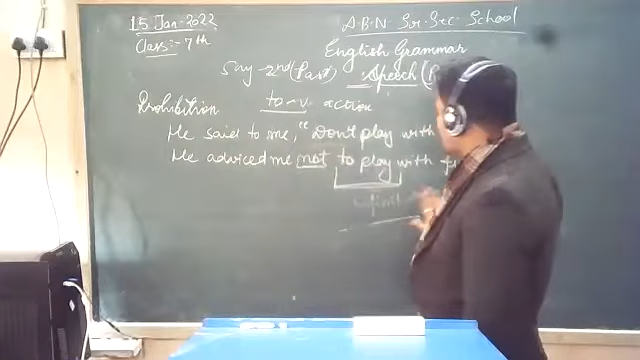 15 Jan-2022
A.B.N Sr. Sec. School
Class:- 7th
English Grammar
Say-2nd (Part) :Speech (P
Prohibition to-v. action
He said to me, "Don't play with
He adviced me not to play with f